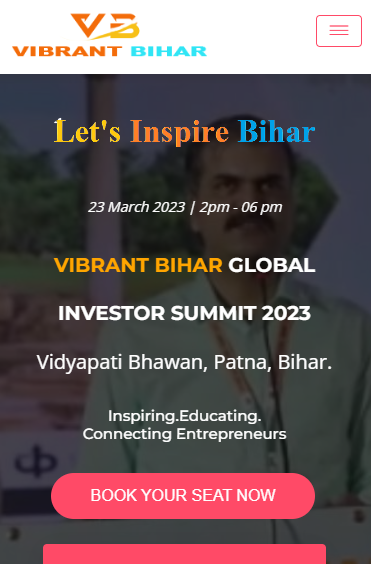 VB
VIBRANT BIHAR
Let's Inspire Bihar
23 March 2023 | 2pm - 06 pm
VIBRANT BIHAR GLOBAL
INVESTOR SUMMIT 2023
Vidyapati Bhawan, Patna, Bihar.
Inspiring.Educating.
Connecting Entrepreneurs
BOOK YOUR SEAT NOW